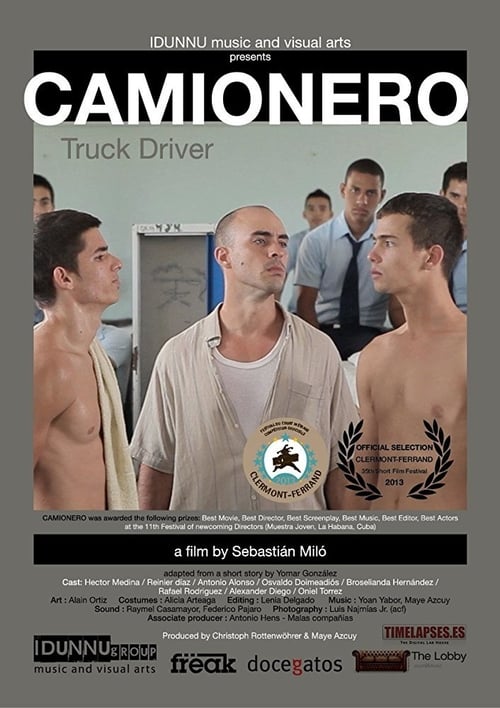 IDUNNU music and visual arts
presents
CAMIONERO
Truck Driver
CLERMONT-FERRAND
OFFICIAL SELECTION
CLERMONT-FERRAND
35th Short Film Festival
2013
CAMIONERO was awarded the following prizes: Best Movie, Best Director, Best Screenplay, Best Music, Best Editor, Best Actors
at the 11th Festival of newcoming Directors (Muestra Joven, La Habana, Cuba)
a film by Sebastián Miló
adapted from a short story by Yomar González
Cast: Hector Medina / Reinier díaz / Antonio Alonso / Osvaldo Doimeadiós / Broselianda Hernández /
Rafael Rodriguez / Alexander Diego / Oniel Torrez
Art : Alain Ortiz Costumes : Alicia Arteaga Editing : Lenia Delgado Music : Yoan Yabor, Maye Azcuy
Sound : Raymel Casamayor, Federico Pajaro Photography : Luis Najmías Jr. (acf)
Associate producer : Antonio Hens - Malas compañías
Produced by Christoph Rottenwöhrer & Maye Azcuy
TIMELAPSES.ES
THE DIGITAL LAB HOUSE
IDUNNU GROUP
music and visual arts
freak
docegatos
The Lobby